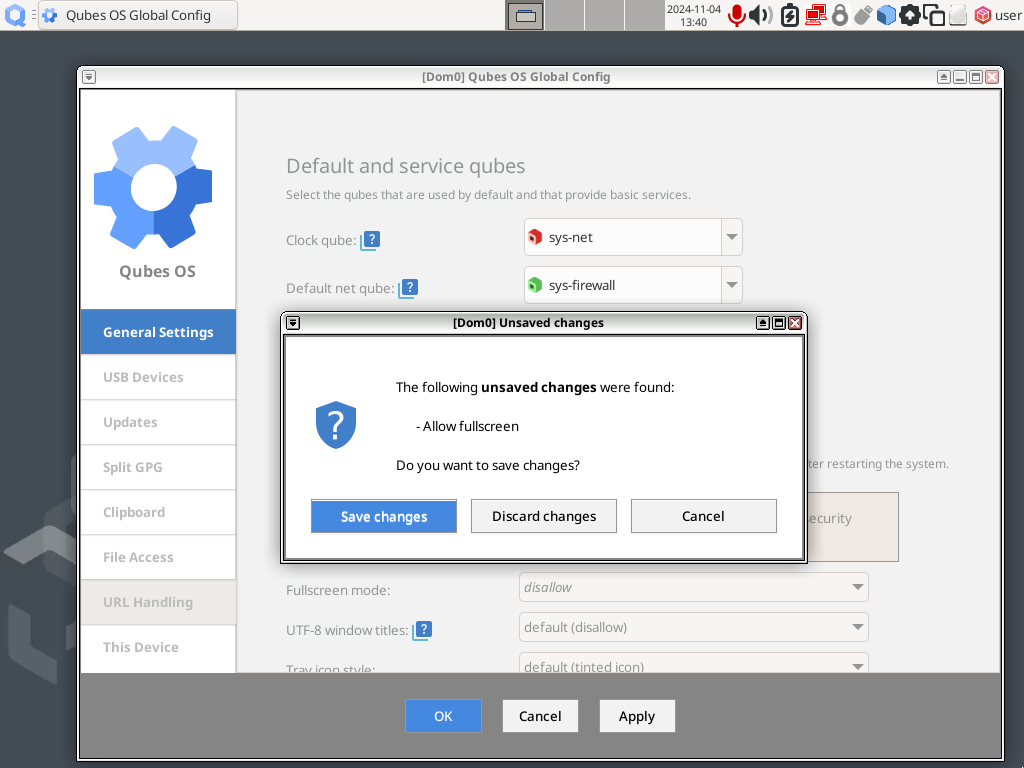 Qubes OS Global Config
2024-11-04
13:40
user
[Dom0] Qubes OS Global Config
Qubes OS
General Settings
USB Devices
Updates
Split GPG
Clipboard
File Access
URL Handling
This Device
Default and service qubes
Select the qubes that are used by default and that provide basic services.
Clock qube: ?
sys-net
Default net qube: ?
sys-firewall
[Dom0] Unsaved changes
The following unsaved changes were found:
- Allow fullscreen
Do you want to save changes?
Save changes
Discard changes
Cancel
restarting the system.
security
Fullscreen mode:
disallow
UTF-8 window titles: ?
default (disallow)
Tray icon style:
default (tinted icon)
OK
Cancel
Apply